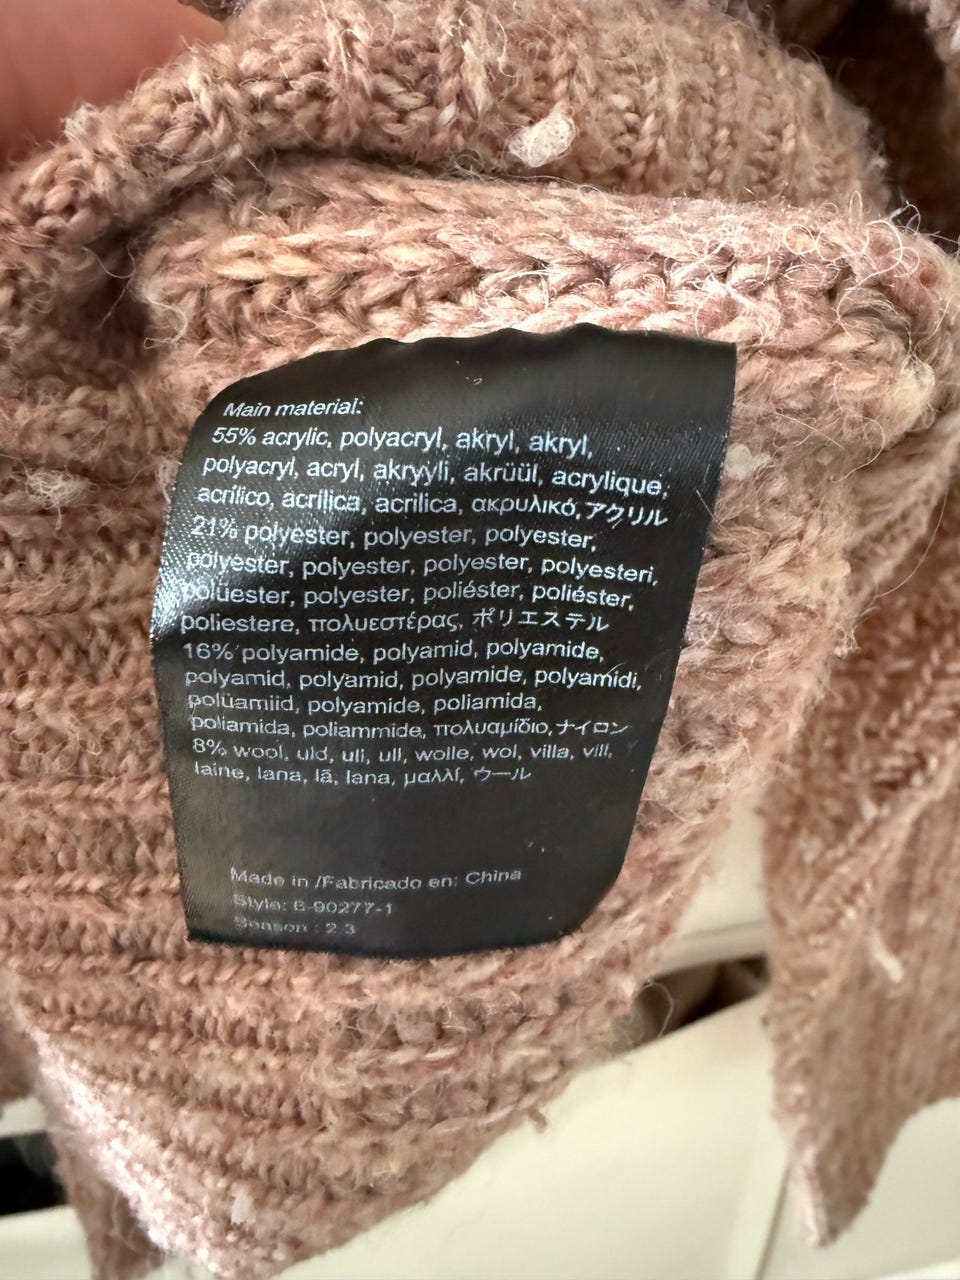 Main material:
55% acrylic, polyacryl, akryl, akryl,
polyacryl, acryl, akryyli, akrüül, acrylique,
acrílico, acrílica, acrilica, ακρυλικό, アクリル
21% polyester, polyester, polyester,
polyester, polyester, polyester, polyesteri,
polüester, polyester, poliéster, poliéster,
poliestere, πολυεστέρας, ポリエステル
16% polyamide, polyamid, polyamide,
polyamid, polyamid, polyamide, polyamidi,
polüamiid, polyamide, poliamida,
poliamida, poliammide, πολυαμίδιο, ナイロン
8% wool, uld, uli, ull, wolle, wol, villa, vill,
laine, lana, lã, lana, μαλλί, ウール
Made in /Fabricado en: China
Style: 6-90277-1
Season : 2 3